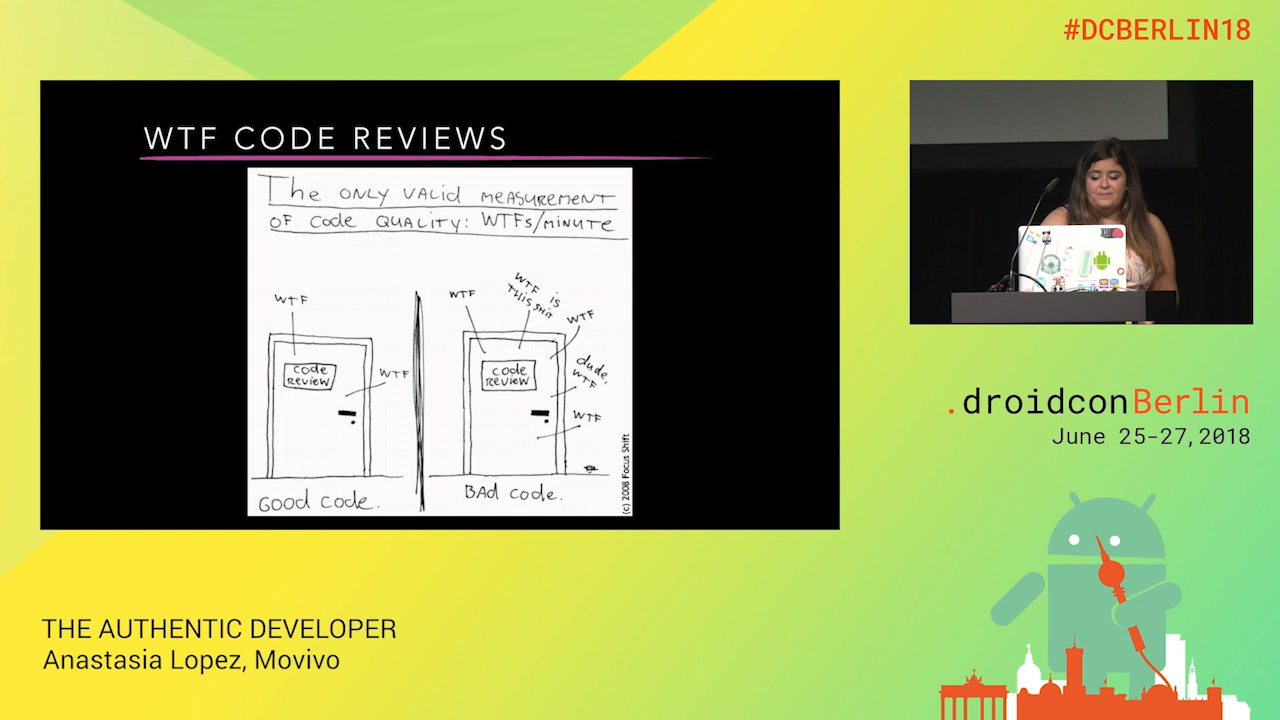 #DCBERLIN18
WTF CODE REVIEWS
The ONLY VALID MEASUREMENT
OF CODE QUALITY: WTFs/MINUTE
WTF
WTF
CODE
REVIEW
GOOD CODE.
WTF
WTF IS
THIS SHIT
WTF
dude,
WTF
WTF
CODE
REVIEW
BAD CODE.
(c) 2008 Focus Shift
.droidconBerlin
June 25-27, 2018
THE AUTHENTIC DEVELOPER
Anastasia Lopez, Movivo